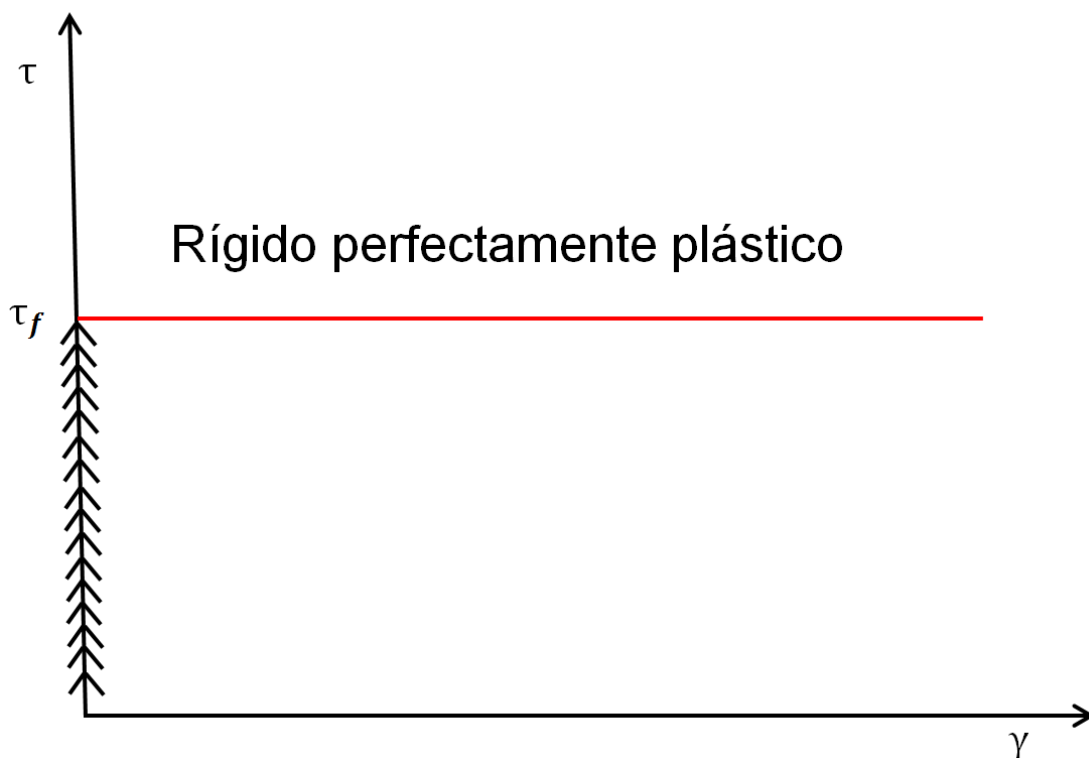 τ
Rígido perfectamente plástico
τf
γ